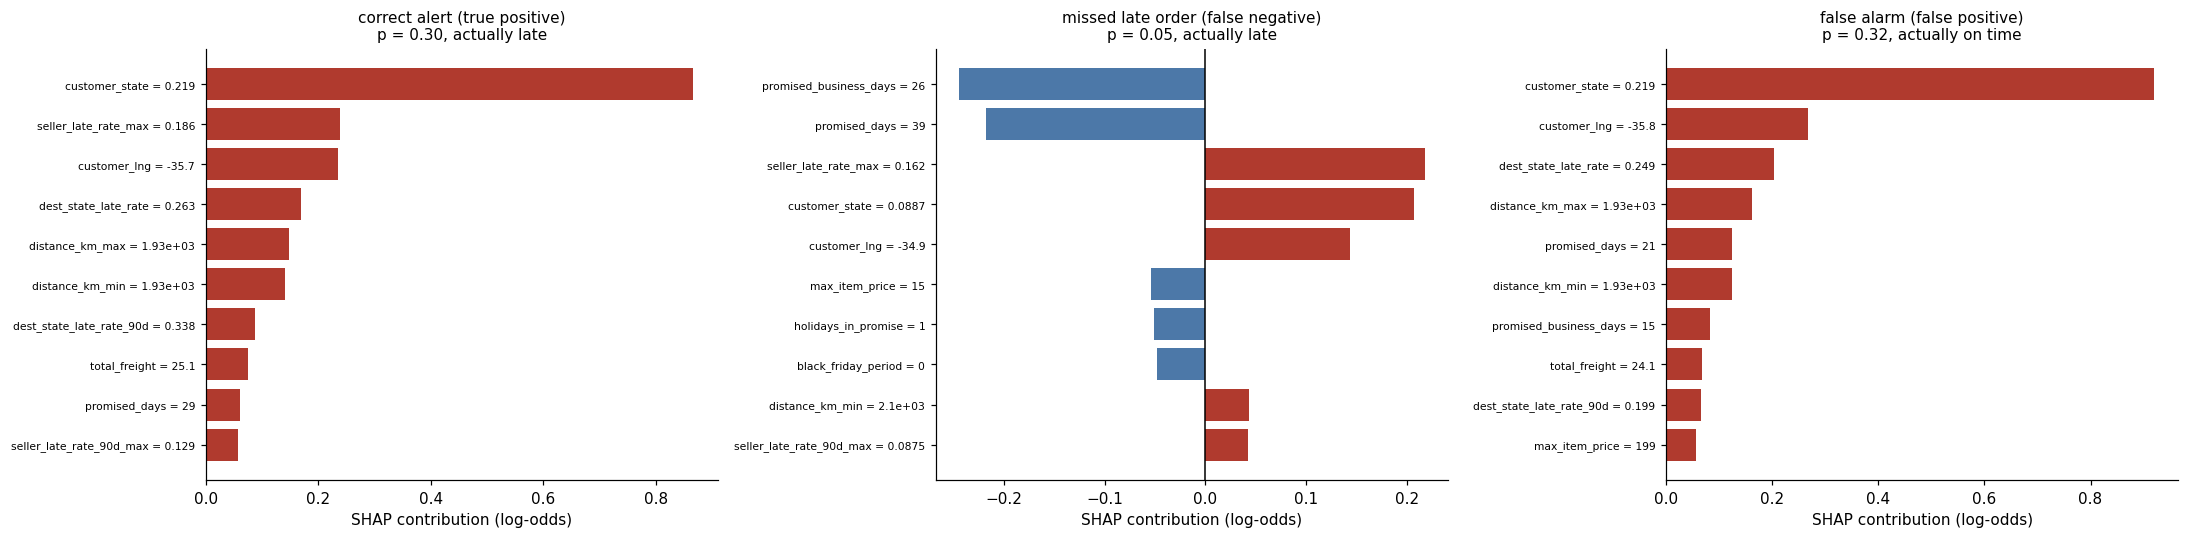 correct alert (true positive)
p = 0.30, actually late
customer_state = 0.219
seller_late_rate_max = 0.186
customer_lng = -35.7
dest_state_late_rate = 0.263
distance_km_max = 1.93e+03
distance_km_min = 1.93e+03
dest_state_late_rate_90d = 0.338
total_freight = 25.1
promised_days = 29
seller_late_rate_90d_max = 0.129
0.0 0.2 0.4 0.6 0.8
SHAP contribution (log-odds)
missed late order (false negative)
p = 0.05, actually late
promised_business_days = 26
promised_days = 39
seller_late_rate_max = 0.162
customer_state = 0.0887
customer_lng = -34.9
max_item_price = 15
holidays_in_promise = 1
black_friday_period = 0
distance_km_min = 2.1e+03
seller_late_rate_90d_max = 0.0875
−0.2 −0.1 0.0 0.1 0.2
SHAP contribution (log-odds)
false alarm (false positive)
p = 0.32, actually on time
customer_state = 0.219
customer_lng = -35.8
dest_state_late_rate = 0.249
distance_km_max = 1.93e+03
promised_days = 21
distance_km_min = 1.93e+03
promised_business_days = 15
total_freight = 24.1
dest_state_late_rate_90d = 0.199
max_item_price = 199
0.0 0.2 0.4 0.6 0.8
SHAP contribution (log-odds)